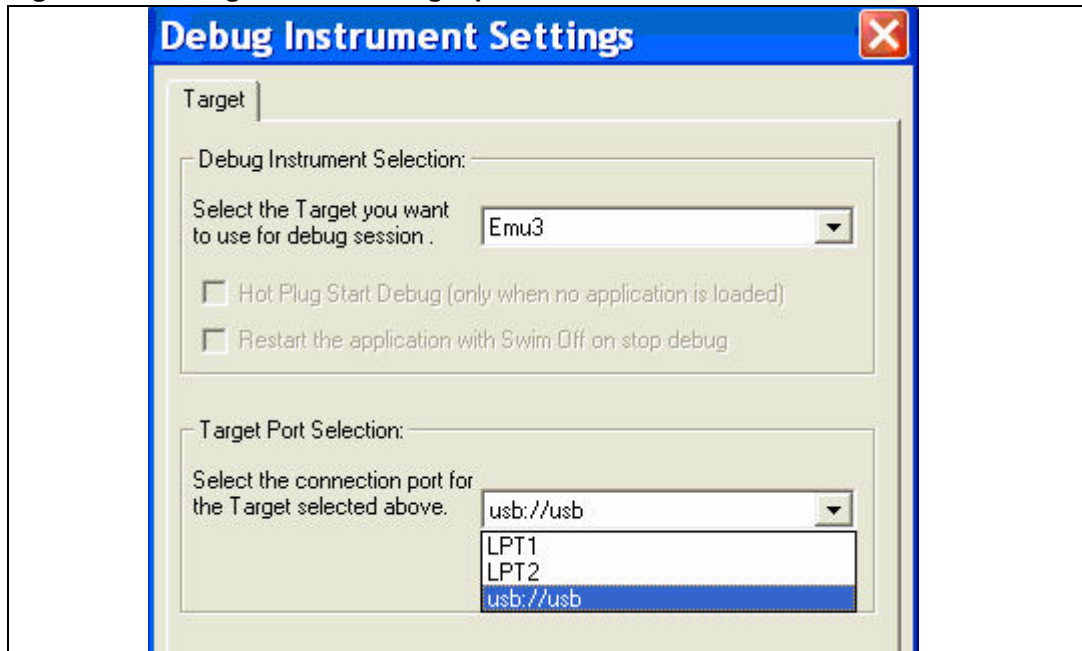 Debug Instrument Settings
Target
Debug Instrument Selection:
Select the Target you want
to use for debug session .
Emu3
Hot Plug Start Debug (only when no application is loaded)
Restart the application with Swim Off on stop debug
Target Port Selection:
Select the connection port for
the Target selected above.
usb://usb
LPT1
LPT2
usb://usb